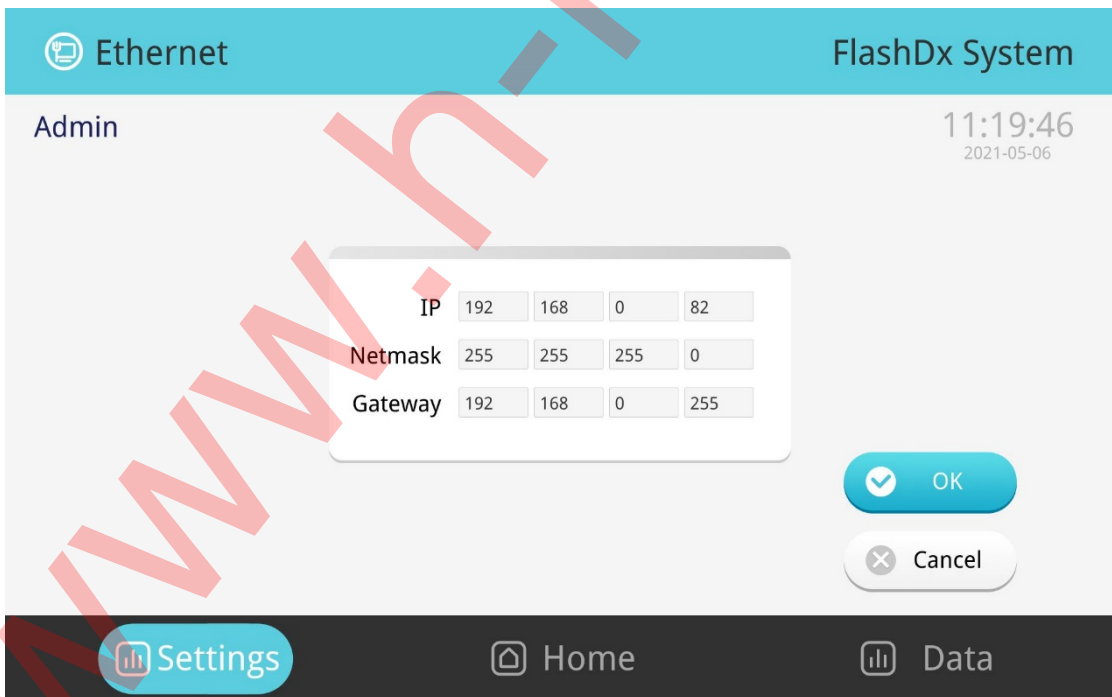 Ethernet
FlashDx System
Admin
11:19:46
2021-05-06
IP 192 168 0 82
Netmask 255 255 255 0
Gateway 192 168 0 255
OK
Cancel
Settings
Home
Data
www.h-